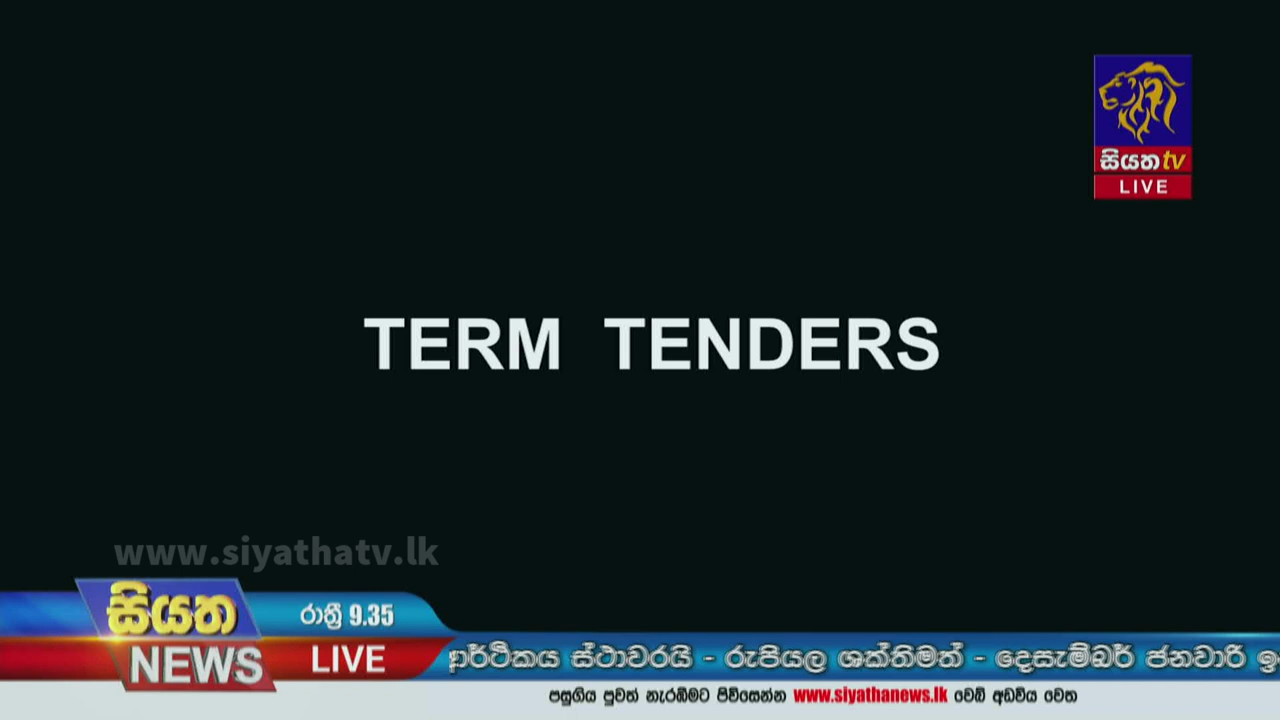 සියත tv
LIVE
TERM TENDERS
www.siyathatv.lk
සියත
NEWS
රාත්‍රී 9.35
LIVE
ආර්ථිකය ස්ථාවරයි - රුපියල ශක්තිමත් - දෙසැම්බර් ජනවාරි
පසුගිය පුවත් නැරඹීමට පිවිසෙන්න www.siyathanews.lk වෙබ් අඩවිය වෙත